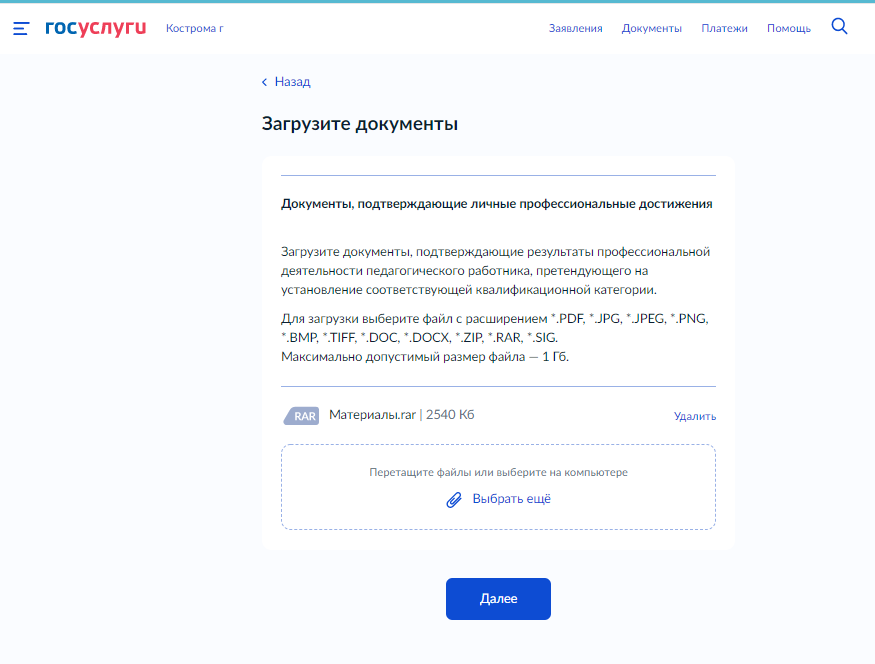 госуслуги Кострома г Заявления Документы Платежи Помощь
Назад
Загрузите документы
Документы, подтверждающие личные профессиональные достижения
Загрузите документы, подтверждающие результаты профессиональной
деятельности педагогического работника, претендующего на
установление соответствующей квалификационной категории.
Для загрузки выберите файл с расширением *.PDF, *.JPG, *.JPEG, *.PNG,
*.BMP, *.TIFF, *.DOC, *.DOCX, *.ZIP, *.RAR, *.SIG.
Максимально допустимый размер файла — 1 Гб.
RAR Материалы.rar | 2540 Кб Удалить
Перетащите файлы или выберите на компьютере
Выбрать ещё
Далее